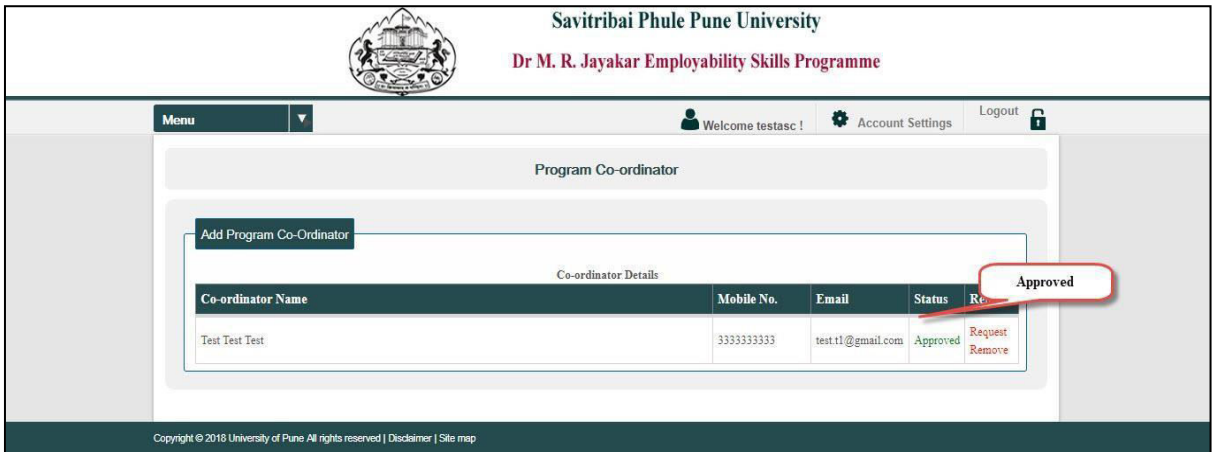 Savitribai Phule Pune University
Dr M. R. Jayakar Employability Skills Programme
Menu
Welcome testasc !
Account Settings
Logout
Program Co-ordinator
Add Program Co-Ordinator
Co-ordinator Details
Approved
Co-ordinator Name Mobile No. Email Status
Test Test Test 3333333333 test.t1@gmail.com Approved Request
Remove
Copyright © 2018 University of Pune All rights reserved | Disclaimer | Site map